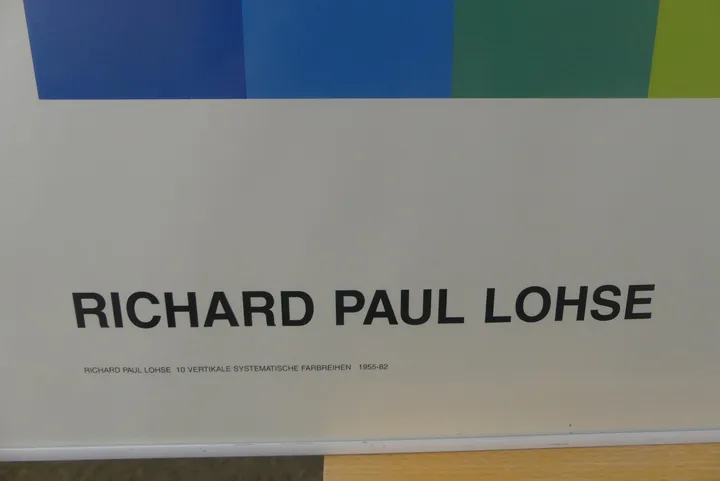 RICHARD PAUL LOHSE
RICHARD PAUL LOHSE 10 VERTIKALE SYSTEMATISCHE FARBREIHEN 1955-82